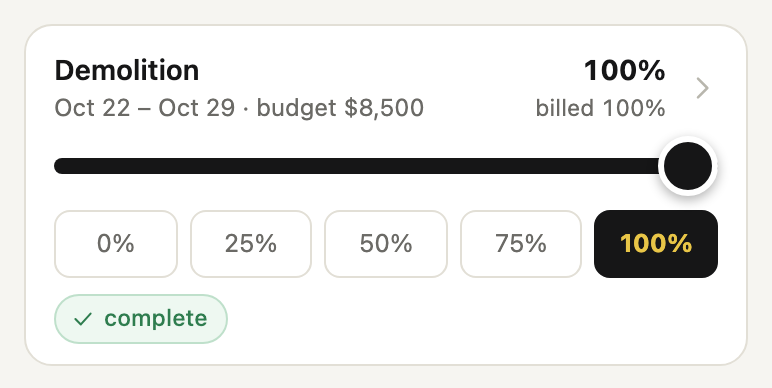 Demolition 100%
Oct 22 – Oct 29 · budget $8,500 billed 100%
0% 25% 50% 75% 100%
complete